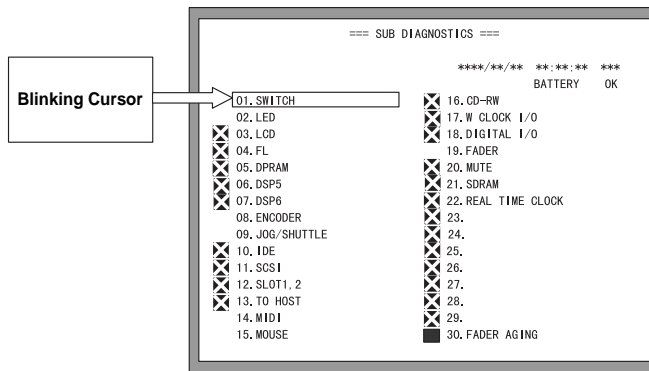 === SUB DIAGNOSTICS ===
****/**/** **:**:** ***
BATTERY OK
Blinking Cursor
01. SWITCH
02. LED
03. LCD
04. FL
05. DPRAM
06. DSP5
07. DSP6
08. ENCODER
09. JOG/SHUTTLE
10. IDE
11. SCSI
12. SLOT1, 2
13. TO HOST
14. MIDI
15. MOUSE
16. CD-RW
17. W CLOCK I/O
18. DIGITAL I/O
19. FADER
20. MUTE
21. SDRAM
22. REAL TIME CLOCK
23.
24.
25.
26.
27.
28.
29.
30. FADER AGING